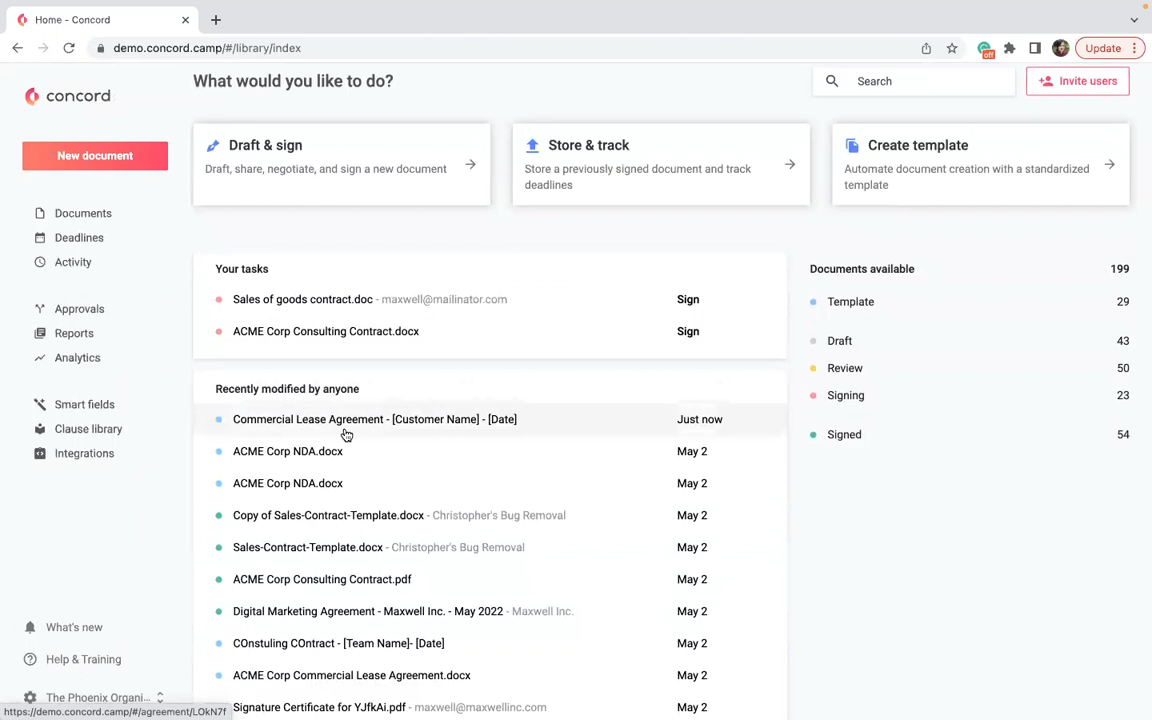 Home - Concord
demo.concord.camp/#/library/index
off
Update
concord
What would you like to do?
Search
Invite users
New document
Draft & sign
Draft, share, negotiate, and sign a new document
Store & track
Store a previously signed document and track
deadlines
Create template
Automate document creation with a standardized
template
Documents
Deadlines
Activity
Approvals
Reports
Analytics
Smart fields
Clause library
Integrations
Your tasks
Sales of goods contract.doc - maxwell@mailinator.com Sign
ACME Corp Consulting Contract.docx Sign
Recently modified by anyone
Commercial Lease Agreement - [Customer Name] - [Date] Just now
ACME Corp NDA.docx May 2
ACME Corp NDA.docx May 2
Copy of Sales-Contract-Template.docx - Christopher's Bug Removal May 2
Sales-Contract-Template.docx - Christopher's Bug Removal May 2
ACME Corp Consulting Contract.pdf May 2
Digital Marketing Agreement - Maxwell Inc. - May 2022 - Maxwell Inc. May 2
COnstuling COntract - [Team Name]- [Date] May 2
ACME Corp Commercial Lease Agreement.docx May 2
Signature Certificate for YJfkAi.pdf - maxwell@maxwellinc.com May 2
Documents available 199
Template 29
Draft 43
Review 50
Signing 23
Signed 54
What's new
Help & Training
The Phoenix Organi...
https://demo.concord.camp/#/agreement/LOkN7f